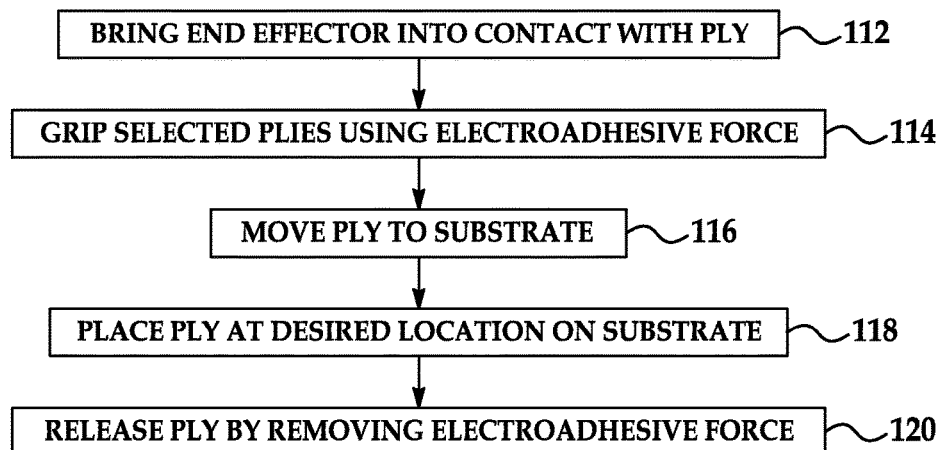 BRING END EFFECTOR INTO CONTACT WITH PLY 112
GRIP SELECTED PLIES USING ELECTROADHESIVE FORCE 114
MOVE PLY TO SUBSTRATE 116
PLACE PLY AT DESIRED LOCATION ON SUBSTRATE 118
RELEASE PLY BY REMOVING ELECTROADHESIVE FORCE 120